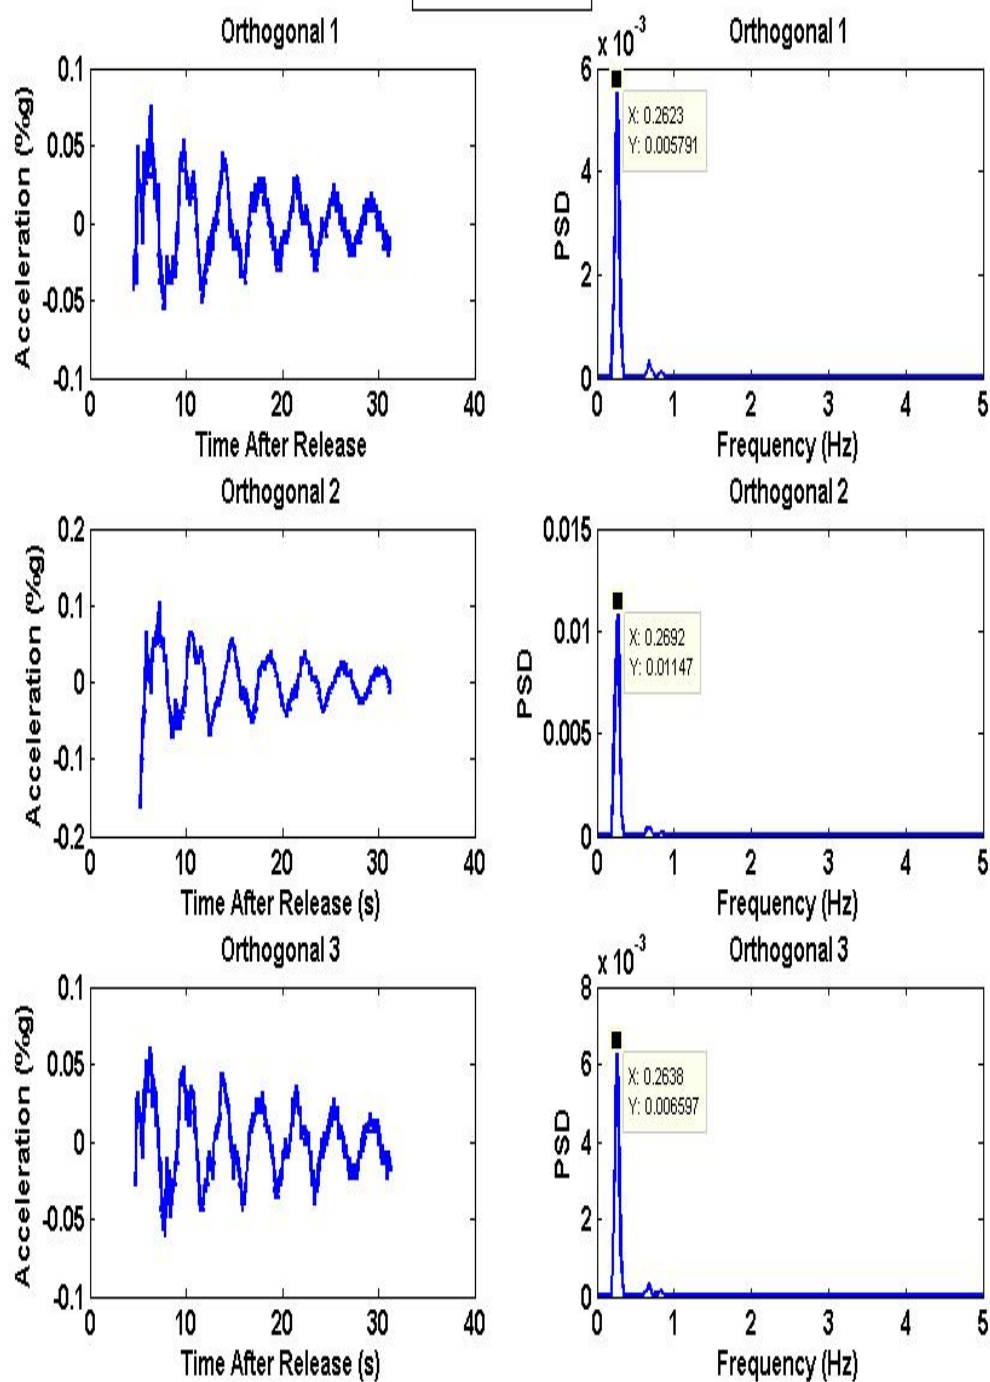 Orthogonal 1
Acceleration (%g)
0.1
0.05
0
-0.05
-0.1
0 10 20 30 40
Time After Release
Orthogonal 1
x 10-3
PSD
6
4
2
0
X: 0.2623
Y: 0.005791
0 1 2 3 4 5
Frequency (Hz)
Orthogonal 2
Acceleration (%g)
0.2
0.1
0
-0.1
-0.2
0 10 20 30 40
Time After Release (s)
Orthogonal 2
PSD
0.015
0.01
0.005
0
X: 0.2692
Y: 0.01147
0 1 2 3 4 5
Frequency (Hz)
Orthogonal 3
Acceleration (%g)
0.1
0.05
0
-0.05
-0.1
0 10 20 30 40
Time After Release (s)
Orthogonal 3
x 10-3
PSD
8
6
4
2
0
X: 0.2638
Y: 0.006597
0 1 2 3 4 5
Frequency (Hz)